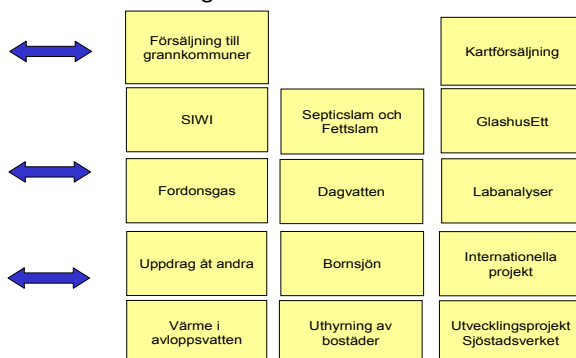 Försäljning till
grannkommuner
Kartförsäljning
SIWI
Septicslam och
Fettslam
GlashusEtt
Fordonsgas
Dagvatten
Labanalyser
Uppdrag åt andra
Bornsjön
Internationella
projekt
Värme i
avloppsvatten
Uthyrning av
bostäder
Utvecklingsprojekt
Sjöstadsverket